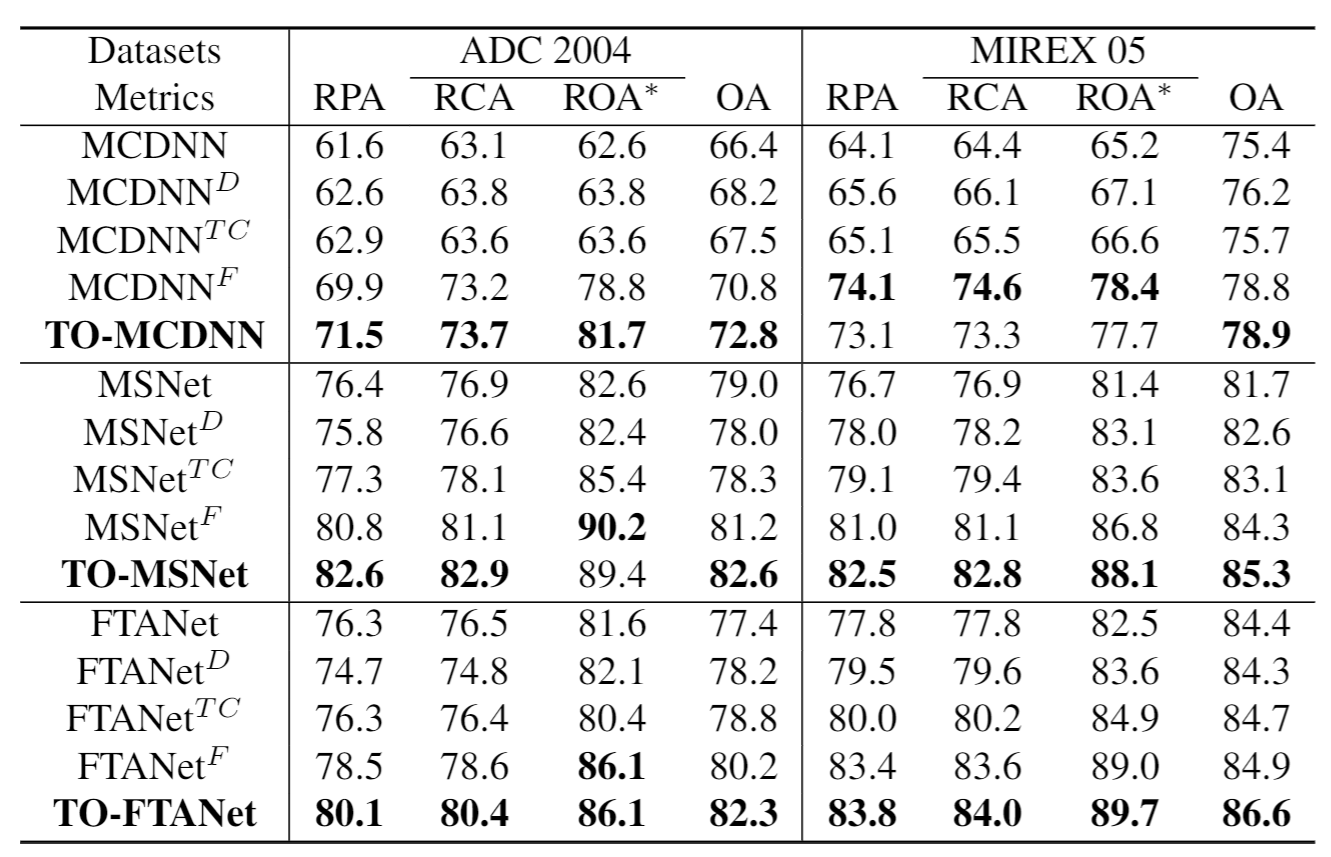 Datasets ADC 2004 MIREX 05
Metrics RPA RCA ROA* OA RPA RCA ROA* OA
MCDNN 61.6 63.1 62.6 66.4 64.1 64.4 65.2 75.4
MCDNN^D 62.6 63.8 63.8 68.2 65.6 66.1 67.1 76.2
MCDNN^TC 62.9 63.6 63.6 67.5 65.1 65.5 66.6 75.7
MCDNN^F 69.9 73.2 78.8 70.8 74.1 74.6 78.4 78.8
TO-MCDNN 71.5 73.7 81.7 72.8 73.1 73.3 77.7 78.9
MSNet 76.4 76.9 82.6 79.0 76.7 76.9 81.4 81.7
MSNet^D 75.8 76.6 82.4 78.0 78.0 78.2 83.1 82.6
MSNet^TC 77.3 78.1 85.4 78.3 79.1 79.4 83.6 83.1
MSNet^F 80.8 81.1 90.2 81.2 81.0 81.1 86.8 84.3
TO-MSNet 82.6 82.9 89.4 82.6 82.5 82.8 88.1 85.3
FTANet 76.3 76.5 81.6 77.4 77.8 77.8 82.5 84.4
FTANet^D 74.7 74.8 82.1 78.2 79.5 79.6 83.6 84.3
FTANet^TC 76.3 76.4 80.4 78.8 80.0 80.2 84.9 84.7
FTANet^F 78.5 78.6 86.1 80.2 83.4 83.6 89.0 84.9
TO-FTANet 80.1 80.4 86.1 82.3 83.8 84.0 89.7 86.6